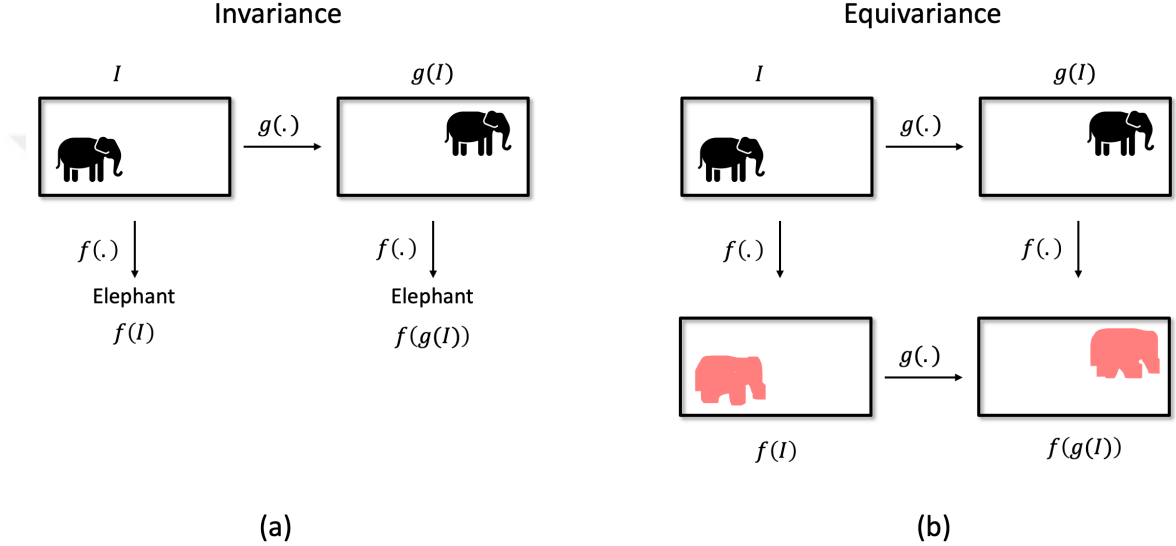 Invariance
I
g(I)
g(.)
f(.)
f(.)
Elephant
Elephant
f(I)
f(g(I))
(a)
Equivariance
I
g(I)
g(.)
f(.)
f(.)
g(.)
f(I)
f(g(I))
(b)